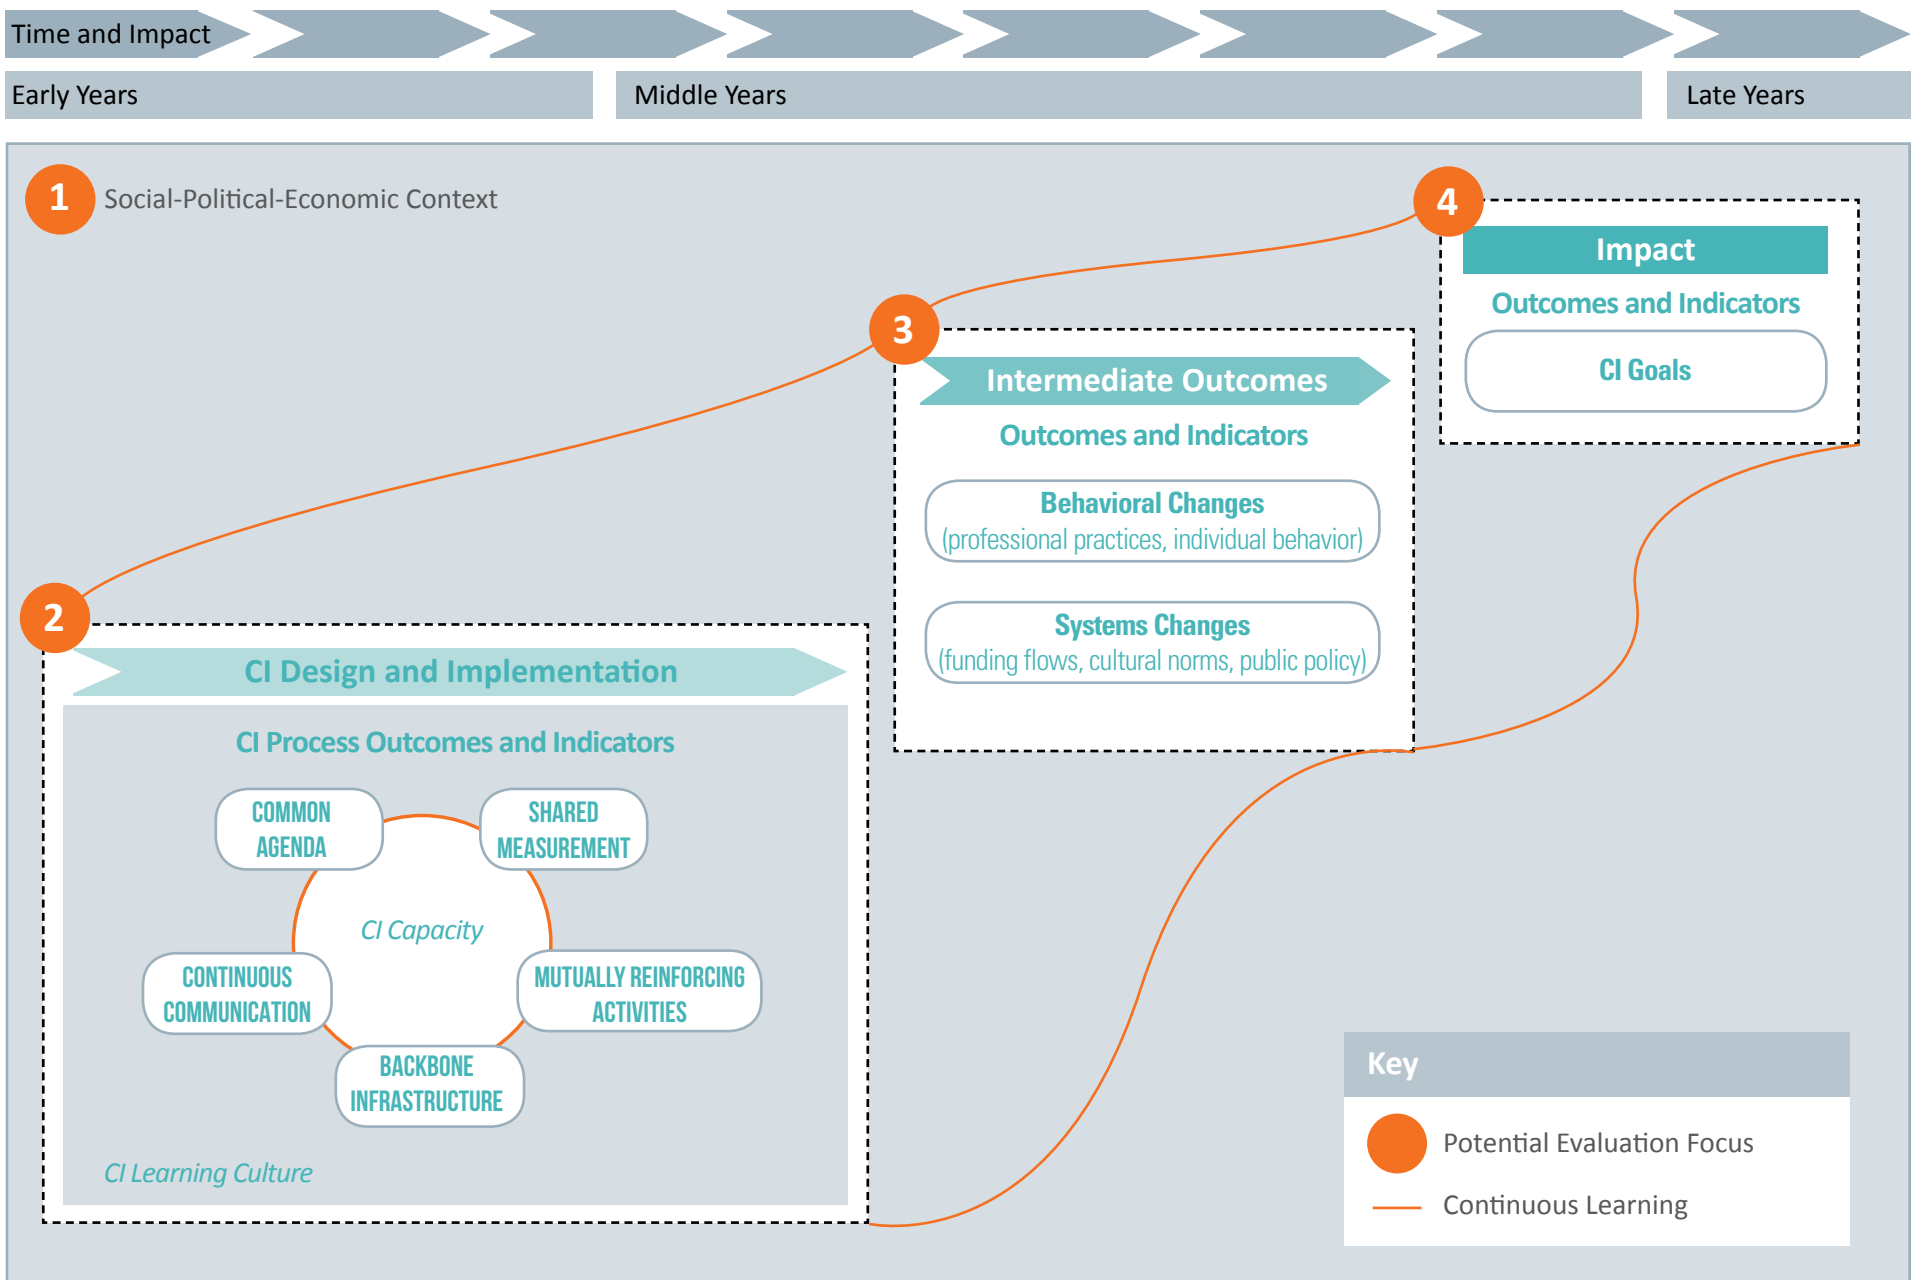 Time and Impact
Early Years
Middle Years
Late Years
1
Social-Political-Economic Context
4
Impact
Outcomes and Indicators
CI Goals
3
Intermediate Outcomes
Outcomes and Indicators
Behavioral Changes
(professional practices, individual behavior)
Systems Changes
(funding flows, cultural norms, public policy)
2
CI Design and Implementation
CI Process Outcomes and Indicators
COMMON
AGENDA
SHARED
MEASUREMENT
CI Capacity
CONTINUOUS
COMMUNICATION
MUTUALLY REINFORCING
ACTIVITIES
BACKBONE
INFRASTRUCTURE
CI Learning Culture
Key
Potential Evaluation Focus
Continuous Learning